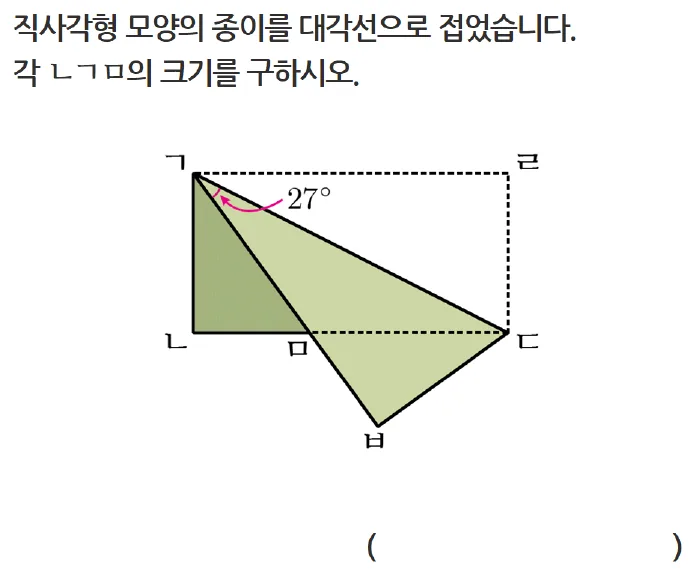 직사각형 모양의 종이를 대각선으로 접었습니다.
각 ㄴㄱㅁ의 크기를 구하시오.
ㄱ
ㄹ
27°
ㄴ
ㅁ
ㄷ
ㅂ
( )